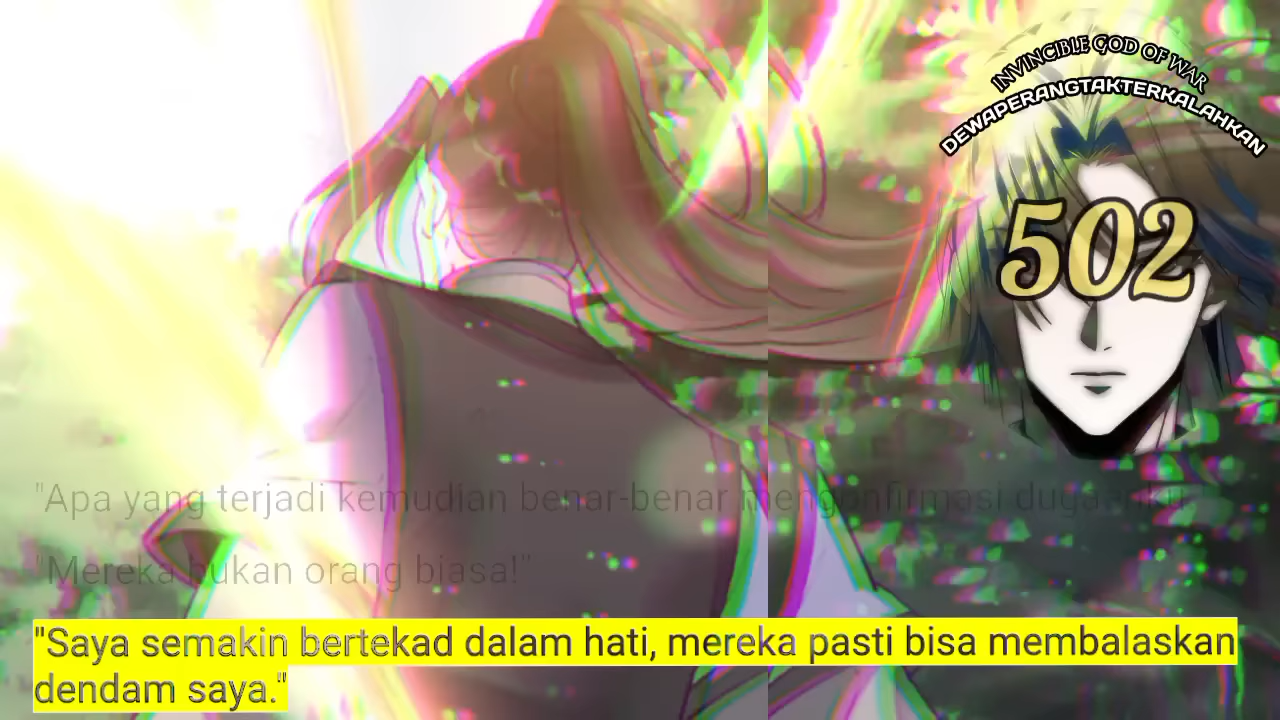 INVINCIBLE GOD OF WAR
DEWAPERANGTAKTERKALAHKAN
502
"Apa yang terjadi kemudian benar-benar mengonfirmasi dugaanku.
"Mereka bukan orang biasa!"
"Saya semakin bertekad dalam hati, mereka pasti bisa membalaskan
dendam saya."